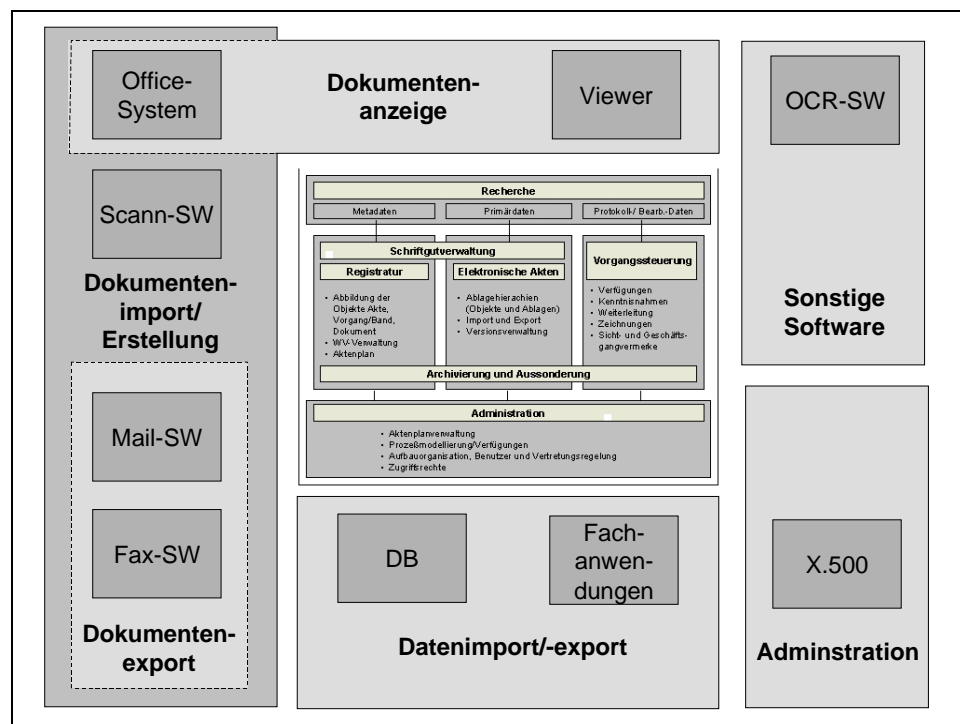 Office-
System
Dokumenten-
anzeige
Viewer
OCR-SW
Scann-SW
Dokumenten-
import/
Erstellung
Mail-SW
Fax-SW
Dokumenten-
export
Recherche
Metadaten
Primärdaten
Protokoll-/ Bearb.-Daten
Schriftgutverwaltung
Registratur
• Abbildung der
Objekte Akte,
Vorgang/Band,
Dokument
• WV-Verwaltung
• Aktenplan
Elektronische Akten
• Ablagehierachien
(Objekte und Ablagen)
• Import und Export
• Versionsverwaltung
Vorgangssteuerung
• Verfügungen
• Kenntnisnahmen
• Weiterleitung
• Zeichnungen
• Sicht- und Geschäfts-
gangvermerke
Archivierung und Aussonderung
Administration
• Aktenplanverwaltung
• Prozeßmodellierung/Verfügungen
• Aufbauorganisation, Benutzer und Vertretungsregelung
• Zugriffsrechte
DB
Fach-
anwen-
dungen
Datenimport/-export
Sonstige
Software
X.500
Adminstration